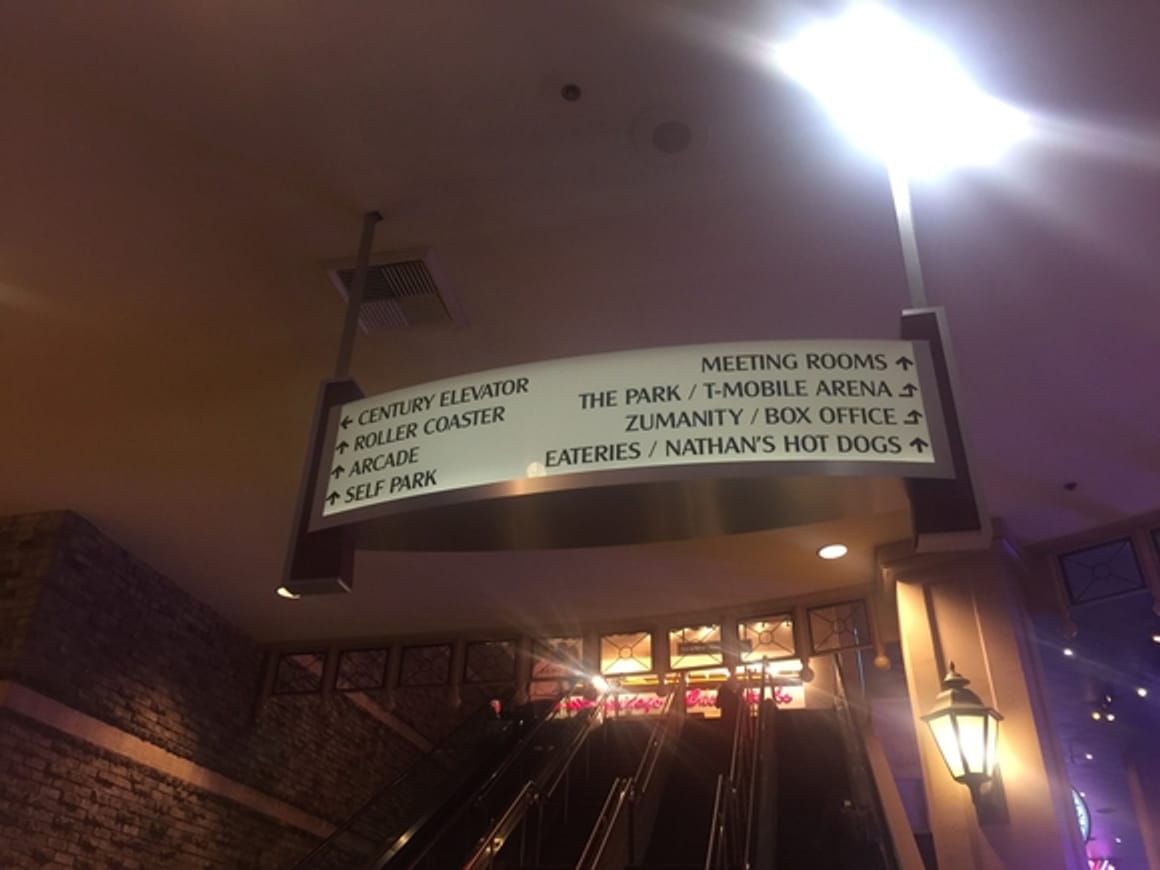 ← CENTURY ELEVATOR
↑ ROLLER COASTER
↑ ARCADE
↑ SELF PARK
MEETING ROOMS ↑
THE PARK / T-MOBILE ARENA ⮥
ZUMANITY / BOX OFFICE ⮥
EATERIES / NATHAN'S HOT DOGS ↑